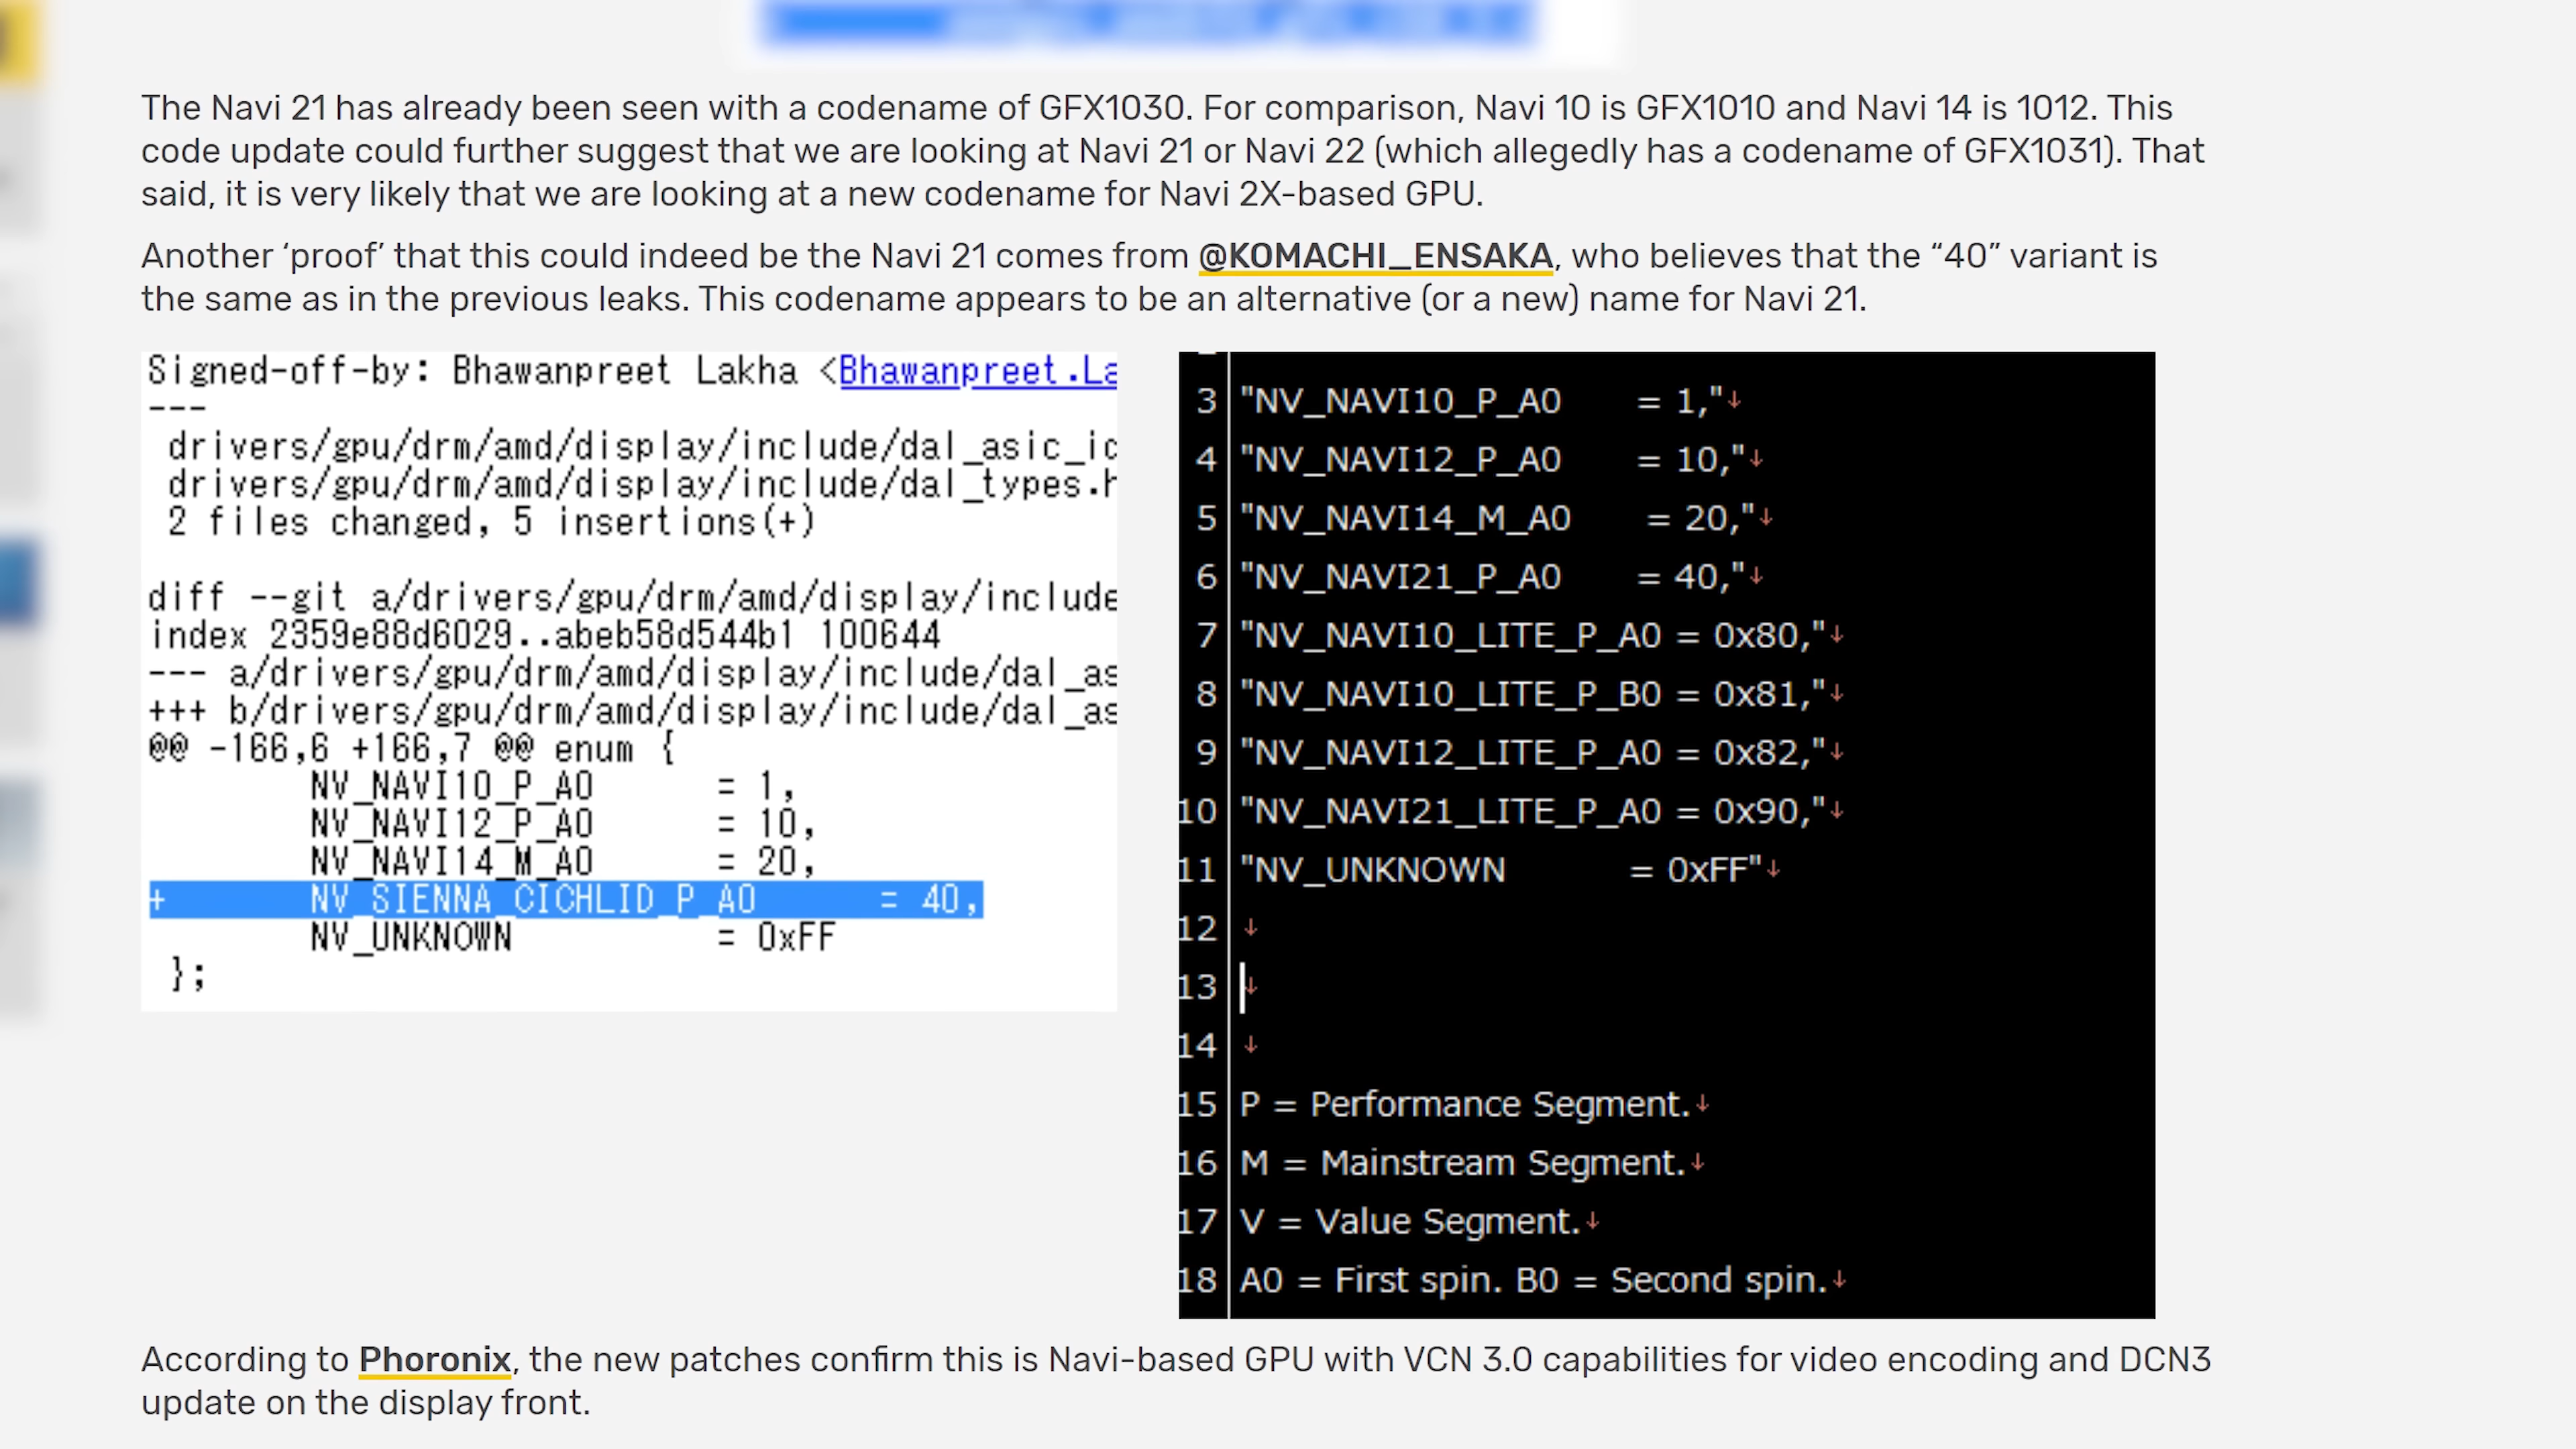 The Navi 21 has already been seen with a codename of GFX1030. For comparison, Navi 10 is GFX1010 and Navi 14 is 1012. This
code update could further suggest that we are looking at Navi 21 or Navi 22 (which allegedly has a codename of GFX1031). That
said, it is very likely that we are looking at a new codename for Navi 2X-based GPU.
Another ‘proof’ that this could indeed be the Navi 21 comes from @KOMACHI_ENSAKA, who believes that the “40” variant is
the same as in the previous leaks. This codename appears to be an alternative (or a new) name for Navi 21.
Signed-off-by: Bhawanpreet Lakha <Bhawanpreet.La
---
drivers/gpu/drm/amd/display/include/dal_asic_ic
drivers/gpu/drm/amd/display/include/dal_types.h
2 files changed, 5 insertions(+)
diff --git a/drivers/gpu/drm/amd/display/include
index 2359e88d6029..abeb58d544b1 100644
--- a/drivers/gpu/drm/amd/display/include/dal_as
+++ b/drivers/gpu/drm/amd/display/include/dal_as
@@ -166,6 +166,7 @@ enum {
NV_NAVI10_P_A0 = 1,
NV_NAVI12_P_A0 = 10,
NV_NAVI14_M_A0 = 20,
+ NV_SIENNA_CICHLID_P_A0 = 40,
NV_UNKNOWN = 0xFF
};
3 "NV_NAVI10_P_A0 = 1,"↓
4 "NV_NAVI12_P_A0 = 10,"↓
5 "NV_NAVI14_M_A0 = 20,"↓
6 "NV_NAVI21_P_A0 = 40,"↓
7 "NV_NAVI10_LITE_P_A0 = 0x80,"↓
8 "NV_NAVI10_LITE_P_B0 = 0x81,"↓
9 "NV_NAVI12_LITE_P_A0 = 0x82,"↓
10 "NV_NAVI21_LITE_P_A0 = 0x90,"↓
11 "NV_UNKNOWN = 0xFF"↓
12 ↓
13 ↓
14 ↓
15 P = Performance Segment.↓
16 M = Mainstream Segment.↓
17 V = Value Segment.↓
18 A0 = First spin. B0 = Second spin.↓
According to Phoronix, the new patches confirm this is Navi-based GPU with VCN 3.0 capabilities for video encoding and DCN3
update on the display front.